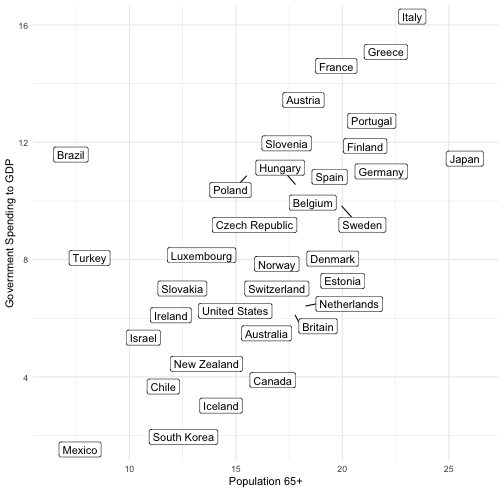 Italy
16
Greece
France
Austria
Portugal
Slovenia
Finland
12
Brazil
Japan
Hungary
Germany
Spain
Poland
Belgium
Czech Republic
Sweden
Luxembourg
Turkey
Denmark
8
Norway
Estonia
Slovakia
Switzerland
Netherlands
United States
Ireland
Britain
Australia
Israel
New Zealand
4
Canada
Chile
Iceland
South Korea
Mexico
Government Spending to GDP
10 15 20 25
Population 65+